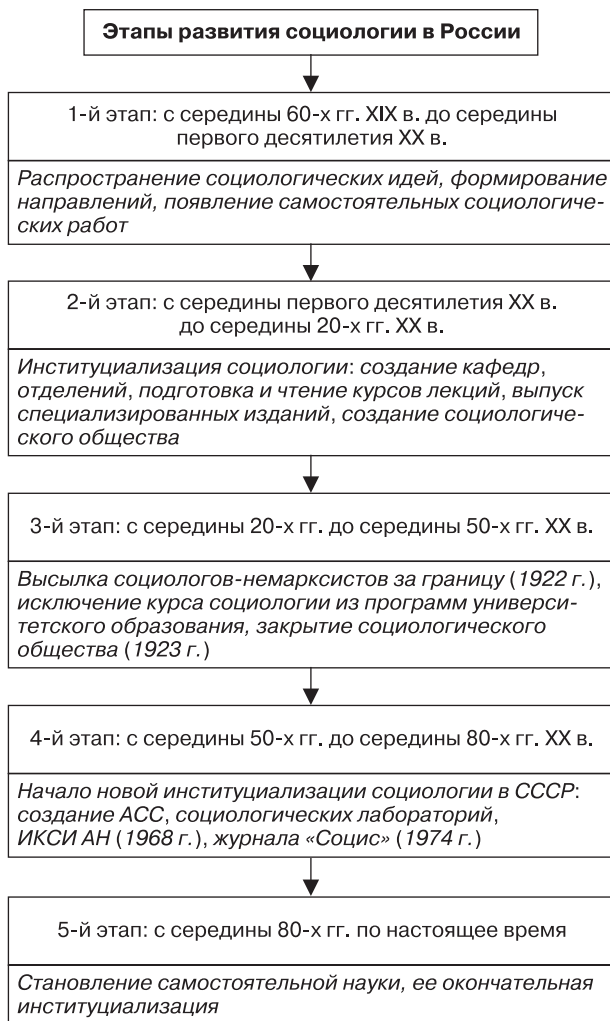 Этапы развития социологии в России
1-й этап: с середины 60-х гг. XIX в. до середины
первого десятилетия XX в.
Распространение социологических идей, формирование
направлений, появление самостоятельных социологиче-
ских работ
2-й этап: с середины первого десятилетия XX в.
до середины 20-х гг. XX в.
Институциализация социологии: создание кафедр,
отделений, подготовка и чтение курсов лекций, выпуск
специализированных изданий, создание социологиче-
ского общества
3-й этап: с середины 20-х гг. до середины 50-х гг. XX в.
Высылка социологов-немарксистов за границу (1922 г.),
исключение курса социологии из программ универси-
тетского образования, закрытие социологического
общества (1923 г.)
4-й этап: с середины 50-х гг. до середины 80-х гг. XX в.
Начало новой институциализации социологии в СССР:
создание АСС, социологических лабораторий,
ИКСИ АН (1968 г.), журнала «Социс» (1974 г.)
5-й этап: с середины 80-х гг. по настоящее время
Становление самостоятельной науки, ее окончательная
институциализация